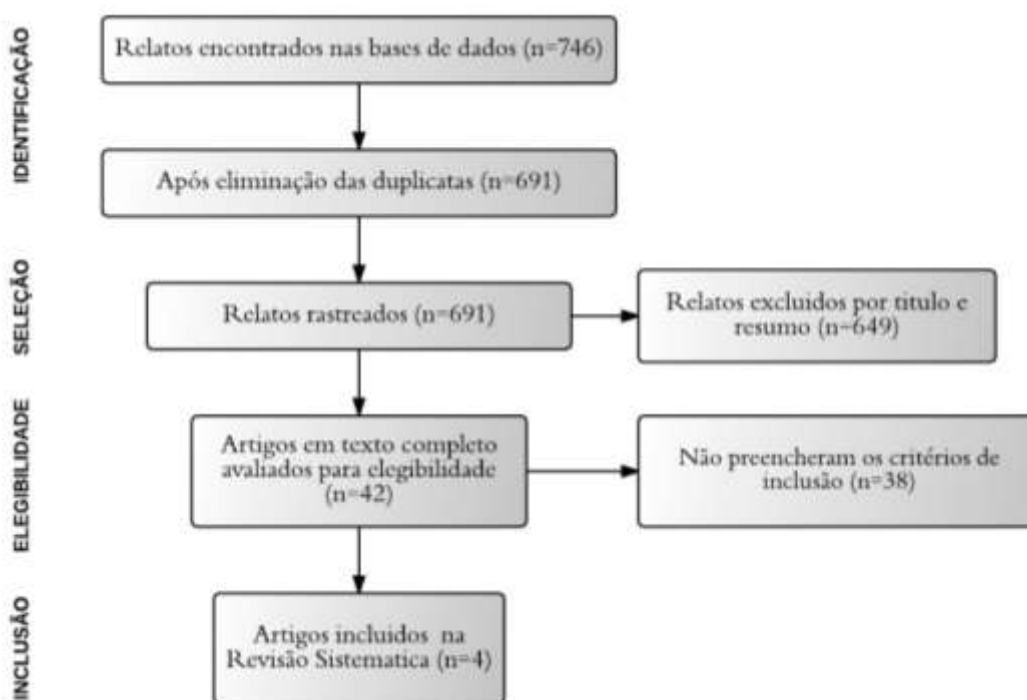 IDENTIFICAÇÃO
Relatos encontrados nas bases de dados (n=746)
Após eliminação das duplicatas (n=691)
SELEÇÃO
Relatos rastreados (n=691)
Relatos excluidos por titulo e
resumo (n=649)
ELEGIBILIDADE
Artigos em texto completo
avaliados para elegibilidade
(n=42)
Não preencheram os critérios de
inclusão (n=38)
INCLUSÃO
Artigos incluidos na
Revisão Sistematica (n=4)